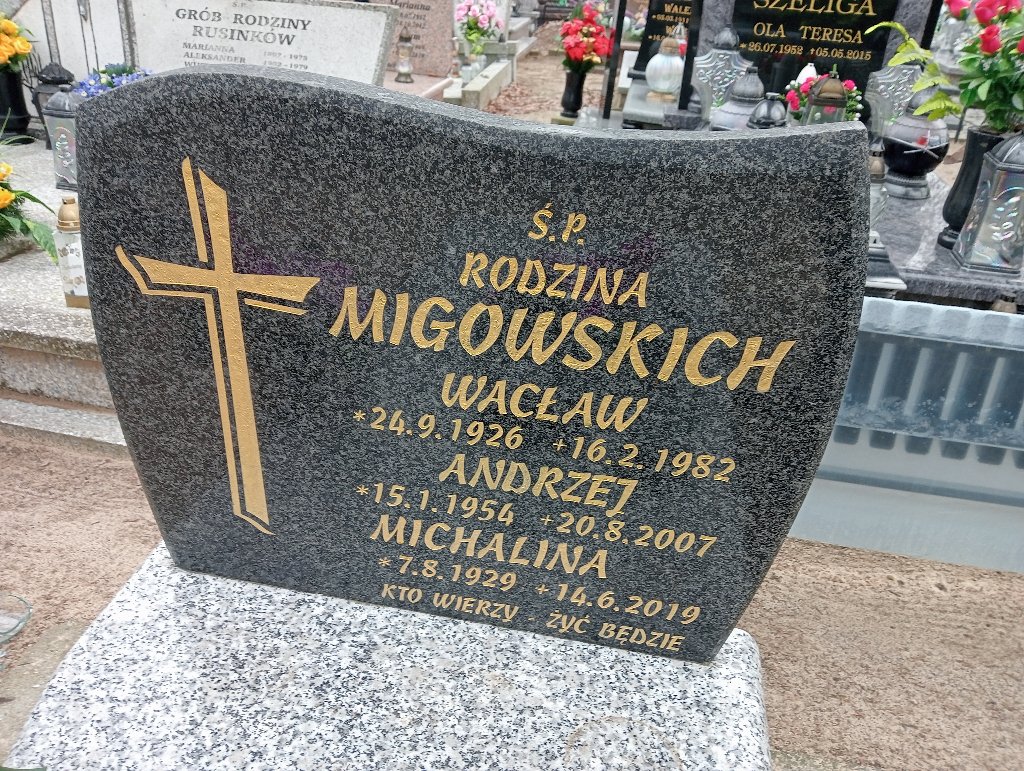 GRÓB RODZINY
RUSINKÓW
MARIANNA
ALEKSANDER
SZELIGA
OLA TERESA
*26.07.1952 +05.05.2015
Ś.P.
RODZINA
MIGOWSKICH
WACŁAW
*24.9.1926 +16.2.1982
ANDRZEJ
*15.1.1954 +20.8.2007
MICHALINA
*7.8.1929 +14.6.2019
KTO WIERZY - ŻYĆ BĘDZIE